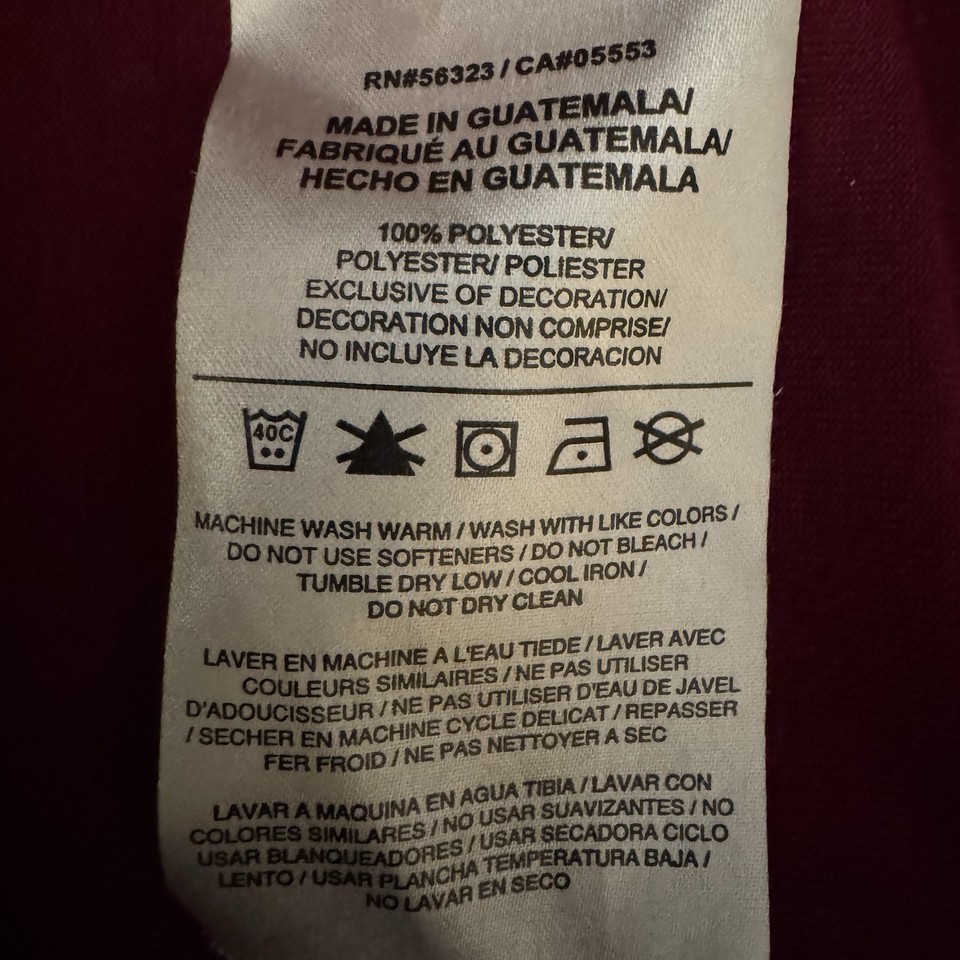 RN#56323 / CA#05553
MADE IN GUATEMALA/
FABRIQUÉ AU GUATEMALA/
HECHO EN GUATEMALA
100% POLYESTER/
POLYESTER/ POLIESTER
EXCLUSIVE OF DECORATION/
DECORATION NON COMPRISE/
NO INCLUYE LA DECORACION
40C
MACHINE WASH WARM / WASH WITH LIKE COLORS /
DO NOT USE SOFTENERS / DO NOT BLEACH /
TUMBLE DRY LOW / COOL IRON /
DO NOT DRY CLEAN
LAVER EN MACHINE A L'EAU TIEDE / LAVER AVEC
COULEURS SIMILAIRES / NE PAS UTILISER
D'ADOUCISSEUR / NE PAS UTILISER D'EAU DE JAVEL
/ SECHER EN MACHINE CYCLE DELICAT / REPASSER
FER FROID / NE PAS NETTOYER A SEC
LAVAR A MAQUINA EN AGUA TIBIA / LAVAR CON
COLORES SIMILARES / NO USAR SUAVIZANTES / NO
USAR BLANQUEADORES / USAR SECADORA CICLO
LENTO / USAR PLANCHA TEMPERATURA BAJA /
NO LAVAR EN SECO